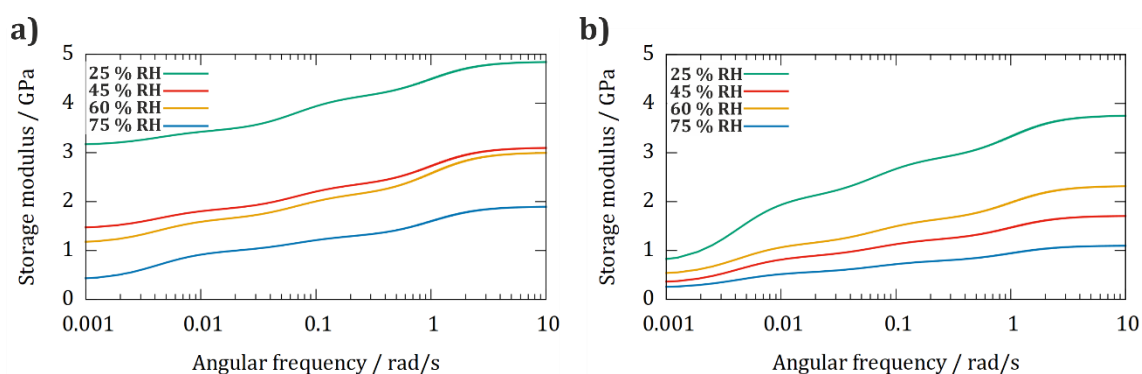 a)
Storage modulus / GPa
5
4
3
2
1
0
25 % RH
45 % RH
60 % RH
75 % RH
0.001 0.01 0.1 1 10
Angular frequency / rad/s
b)
Storage modulus / GPa
5
4
3
2
1
0
25 % RH
45 % RH
60 % RH
75 % RH
0.001 0.01 0.1 1 10
Angular frequency / rad/s